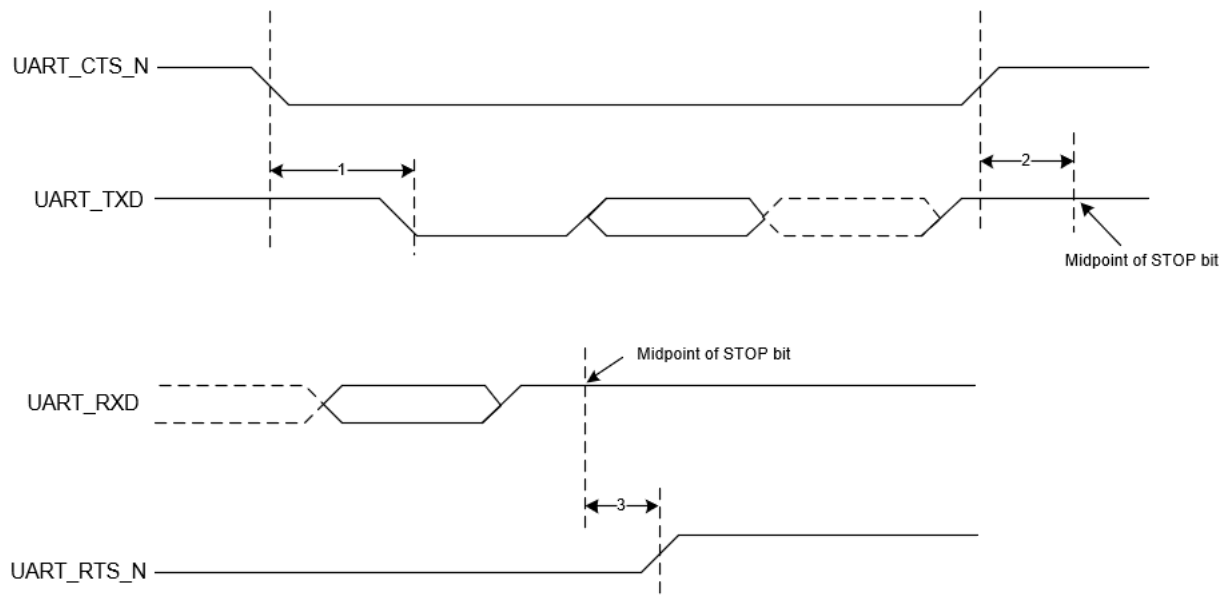 UART_CTS_N
1
2
UART_TXD
Midpoint of STOP bit
Midpoint of STOP bit
UART_RXD
3
UART_RTS_N